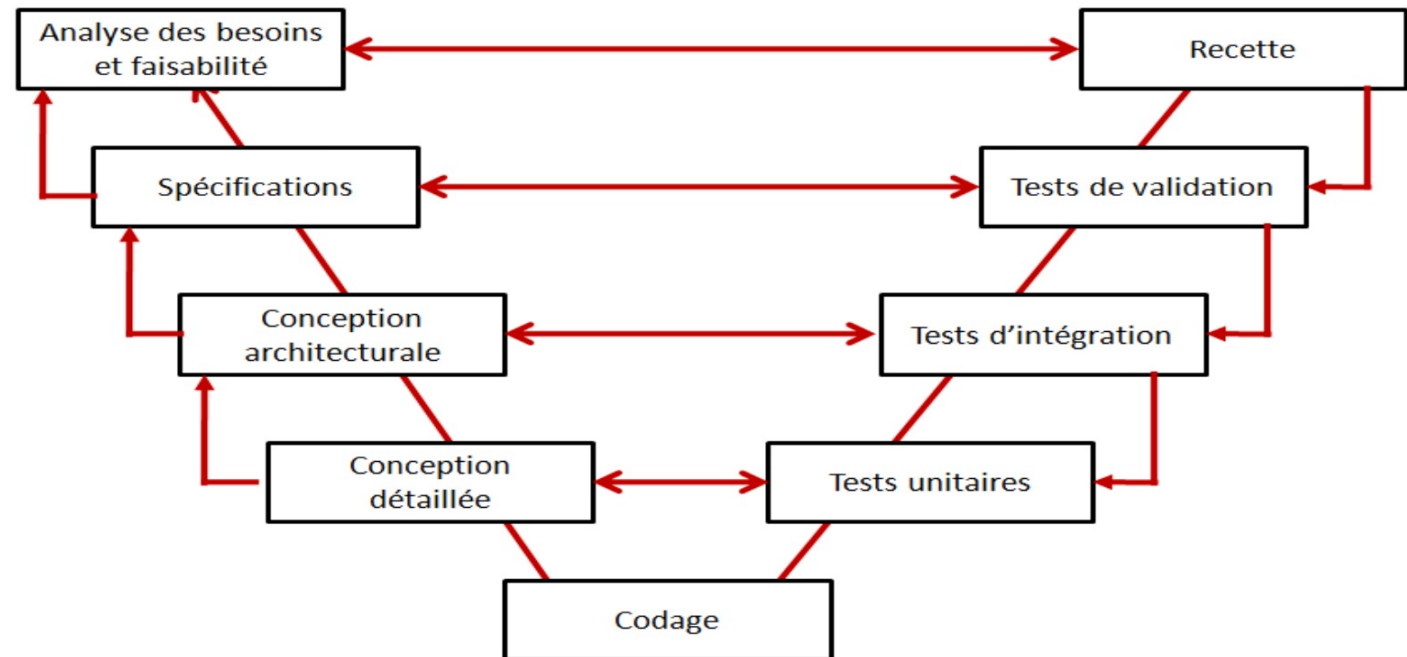 Analyse des besoins
et faisabilité
Recette
Spécifications
Tests de validation
Conception
architecturale
Tests d’intégration
Conception
détaillée
Tests unitaires
Codage